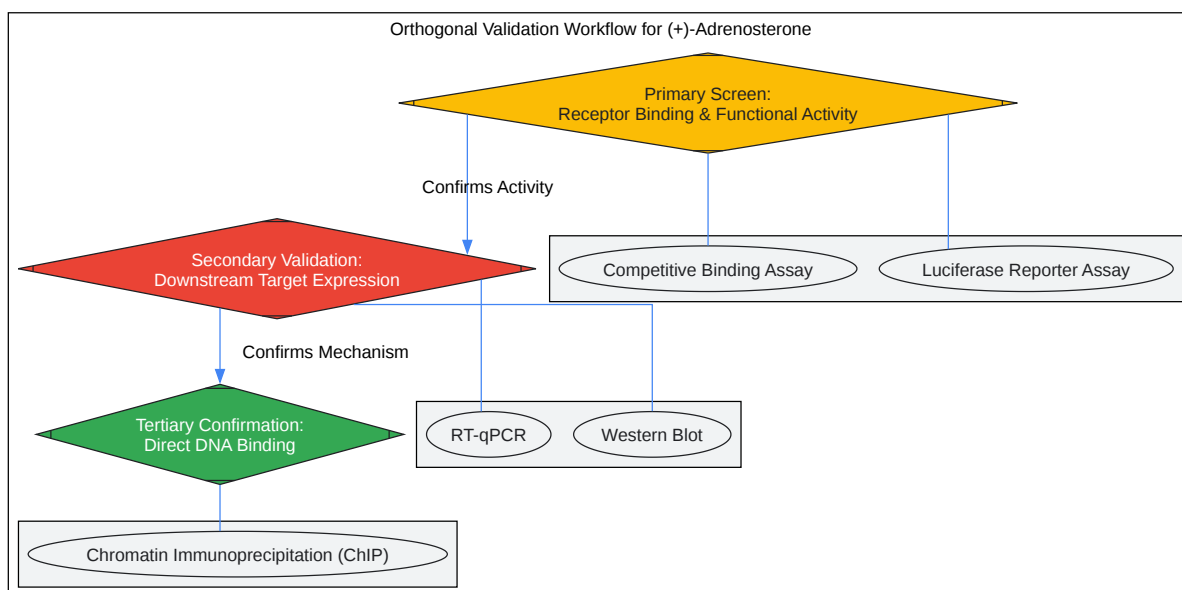 Orthogonal Validation Workflow for (+)-Adrenosterone
Primary Screen:
Receptor Binding & Functional Activity
Confirms Activity
Secondary Validation:
Downstream Target Expression
Competitive Binding Assay
Luciferase Reporter Assay
Confirms Mechanism
Tertiary Confirmation:
Direct DNA Binding
RT-qPCR
Western Blot
Chromatin Immunoprecipitation (ChIP)